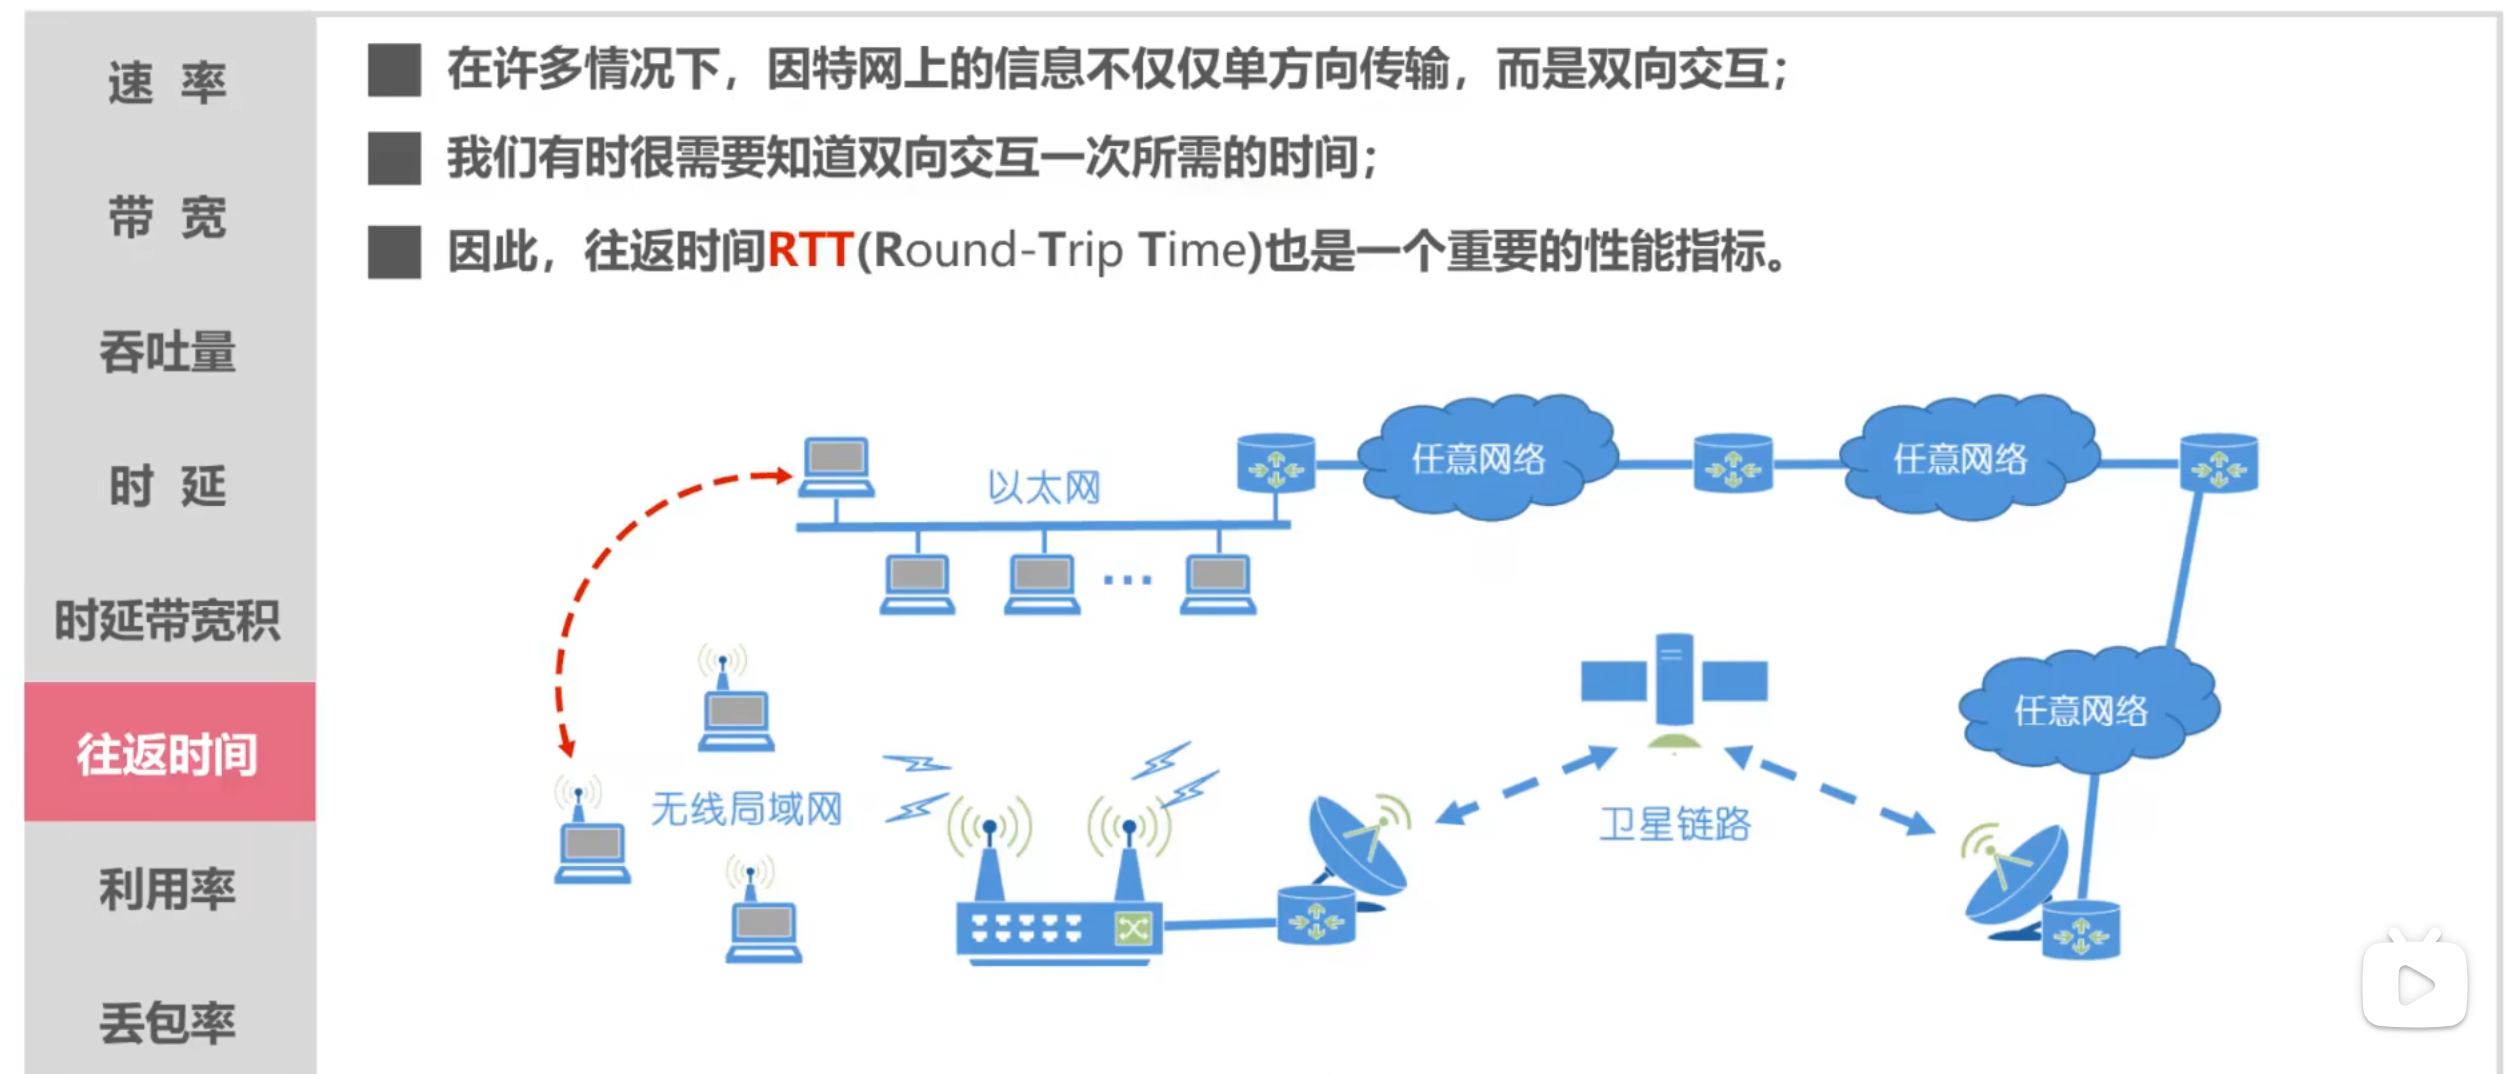 速 率
带 宽
吞吐量
时 延
时延带宽积
往返时间
利用率
丢包率
在许多情况下，因特网上的信息不仅仅单方向传输，而是双向交互；
我们有时很需要知道双向交互一次所需的时间；
因此，往返时间RTT(Round-Trip Time)也是一个重要的性能指标。
以太网
任意网络
任意网络
任意网络
无线局域网
卫星链路